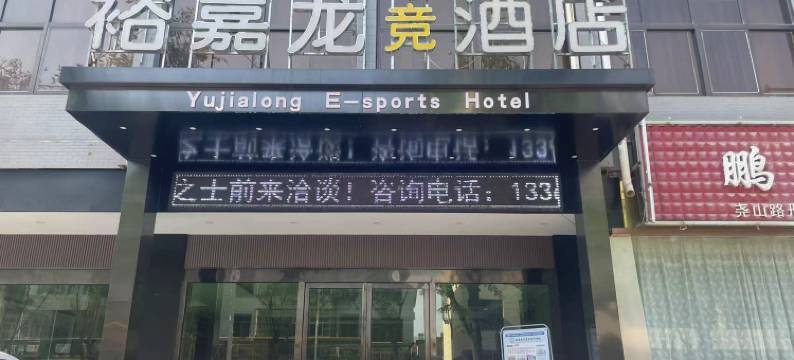 裕嘉龙竞酒店
Yujialong E-sports Hotel
之士前来洽谈！咨询电话：133
鹏
尧山路